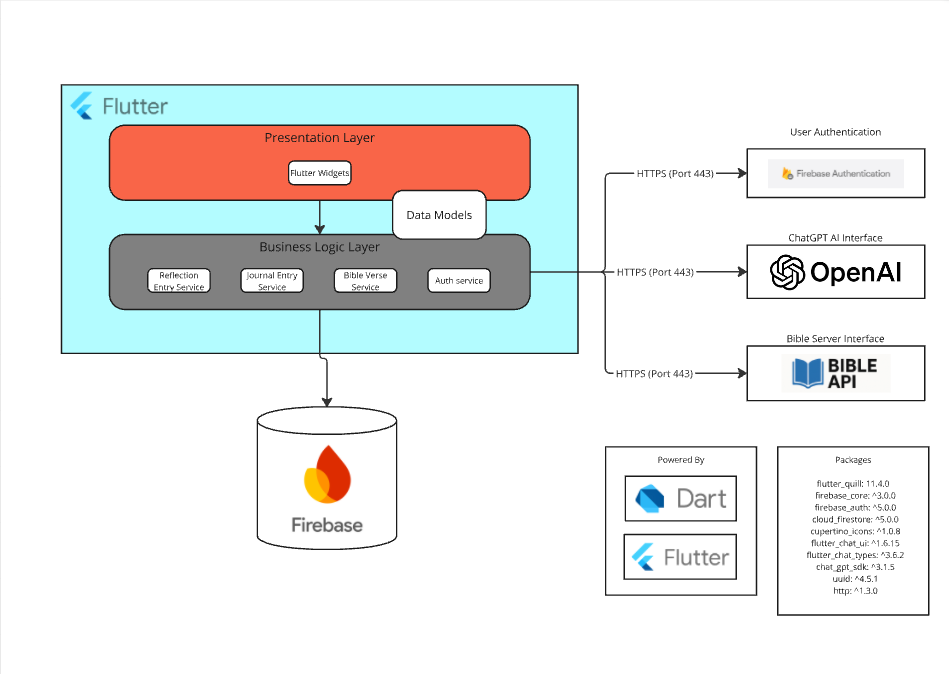 Flutter
Presentation Layer
Flutter Widgets
Data Models
Business Logic Layer
Reflection
Entry Service
Journal Entry
Service
Bible Verse
Service
Auth service
Firebase
User Authentication
HTTPS (Port 443)
Firebase Authentication
ChatGPT AI Interface
HTTPS (Port 443)
OpenAI
Bible Server Interface
HTTPS (Port 443)
BIBLE
API
Powered By
Dart
Flutter
Packages
flutter_quill: 11.4.0
firebase_core: ^3.0.0
firebase_auth: ^5.0.0
cloud_firestore: ^5.0.0
cupertino_icons: ^1.0.8
flutter_chat_ui: ^1.6.15
flutter_chat_types: ^3.6.2
chat_gpt_sdk: ^3.1.5
uuid: ^4.5.1
http: ^1.3.0